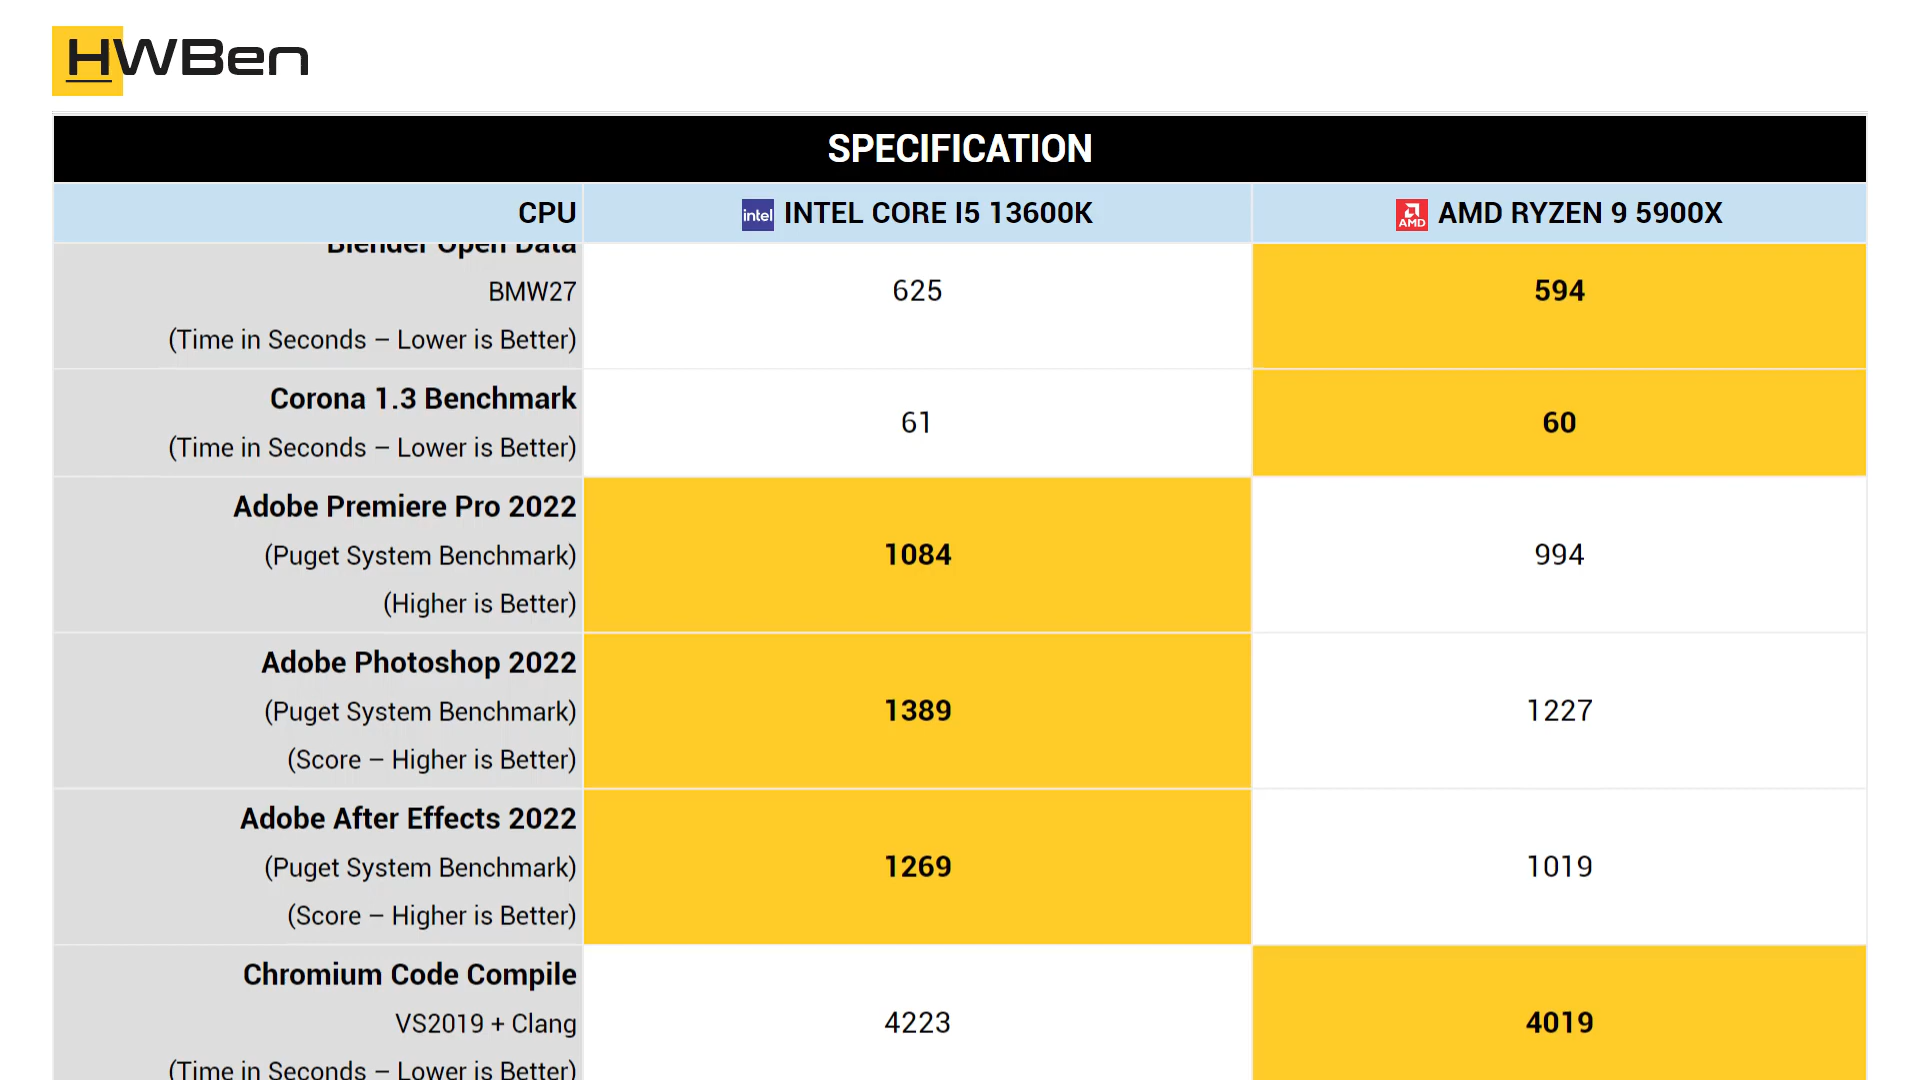 HWBen
SPECIFICATION
CPU
intel INTEL CORE I5 13600K
AMD AMD RYZEN 9 5900X
Blender Open Data
BMW27
(Time in Seconds – Lower is Better)
625
594
Corona 1.3 Benchmark
(Time in Seconds – Lower is Better)
61
60
Adobe Premiere Pro 2022
(Puget System Benchmark)
(Higher is Better)
1084
994
Adobe Photoshop 2022
(Puget System Benchmark)
(Score – Higher is Better)
1389
1227
Adobe After Effects 2022
(Puget System Benchmark)
(Score – Higher is Better)
1269
1019
Chromium Code Compile
VS2019 + Clang
(Time in Seconds – Lower is Better)
4223
4019